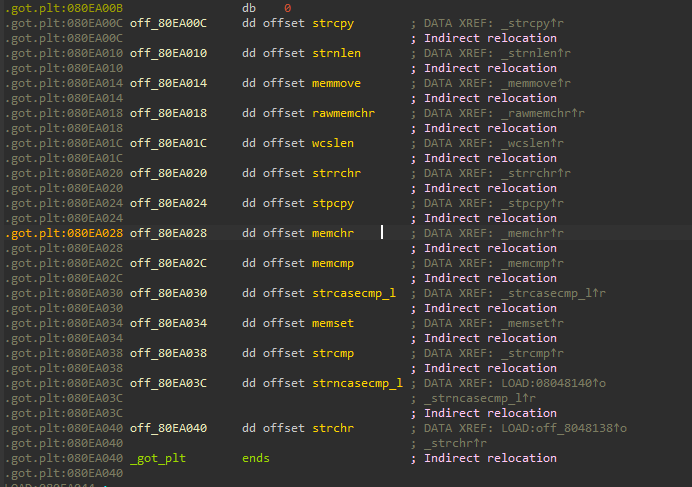 .got.plt:080EA00B db 0
.got.plt:080EA00C off_80EA00C dd offset strcpy ; DATA XREF: _strcpy↑r
.got.plt:080EA00C ; Indirect relocation
.got.plt:080EA010 off_80EA010 dd offset strnlen ; DATA XREF: _strnlen↑r
.got.plt:080EA010 ; Indirect relocation
.got.plt:080EA014 off_80EA014 dd offset memmove ; DATA XREF: _memmove↑r
.got.plt:080EA014 ; Indirect relocation
.got.plt:080EA018 off_80EA018 dd offset rawmemchr ; DATA XREF: _rawmemchr↑r
.got.plt:080EA018 ; Indirect relocation
.got.plt:080EA01C off_80EA01C dd offset wcslen ; DATA XREF: _wcslen↑r
.got.plt:080EA01C ; Indirect relocation
.got.plt:080EA020 off_80EA020 dd offset strrchr ; DATA XREF: _strrchr↑r
.got.plt:080EA020 ; Indirect relocation
.got.plt:080EA024 off_80EA024 dd offset stpcpy ; DATA XREF: _stpcpy↑r
.got.plt:080EA024 ; Indirect relocation
.got.plt:080EA028 off_80EA028 dd offset memchr ; DATA XREF: _memchr↑r
.got.plt:080EA028 ; Indirect relocation
.got.plt:080EA02C off_80EA02C dd offset memcmp ; DATA XREF: _memcmp↑r
.got.plt:080EA02C ; Indirect relocation
.got.plt:080EA030 off_80EA030 dd offset strcasecmp_l ; DATA XREF: _strcasecmp_l↑r
.got.plt:080EA030 ; Indirect relocation
.got.plt:080EA034 off_80EA034 dd offset memset ; DATA XREF: _memset↑r
.got.plt:080EA034 ; Indirect relocation
.got.plt:080EA038 off_80EA038 dd offset strcmp ; DATA XREF: _strcmp↑r
.got.plt:080EA038 ; Indirect relocation
.got.plt:080EA03C off_80EA03C dd offset strncasecmp_l ; DATA XREF: LOAD:08048140↑o
.got.plt:080EA03C ; _strncasecmp_l↑r
.got.plt:080EA03C ; Indirect relocation
.got.plt:080EA040 off_80EA040 dd offset strchr ; DATA XREF: LOAD:off_8048138↑o
.got.plt:080EA040 ; _strchr↑r
.got.plt:080EA040 _got_plt ends ; Indirect relocation
.got.plt:080EA040